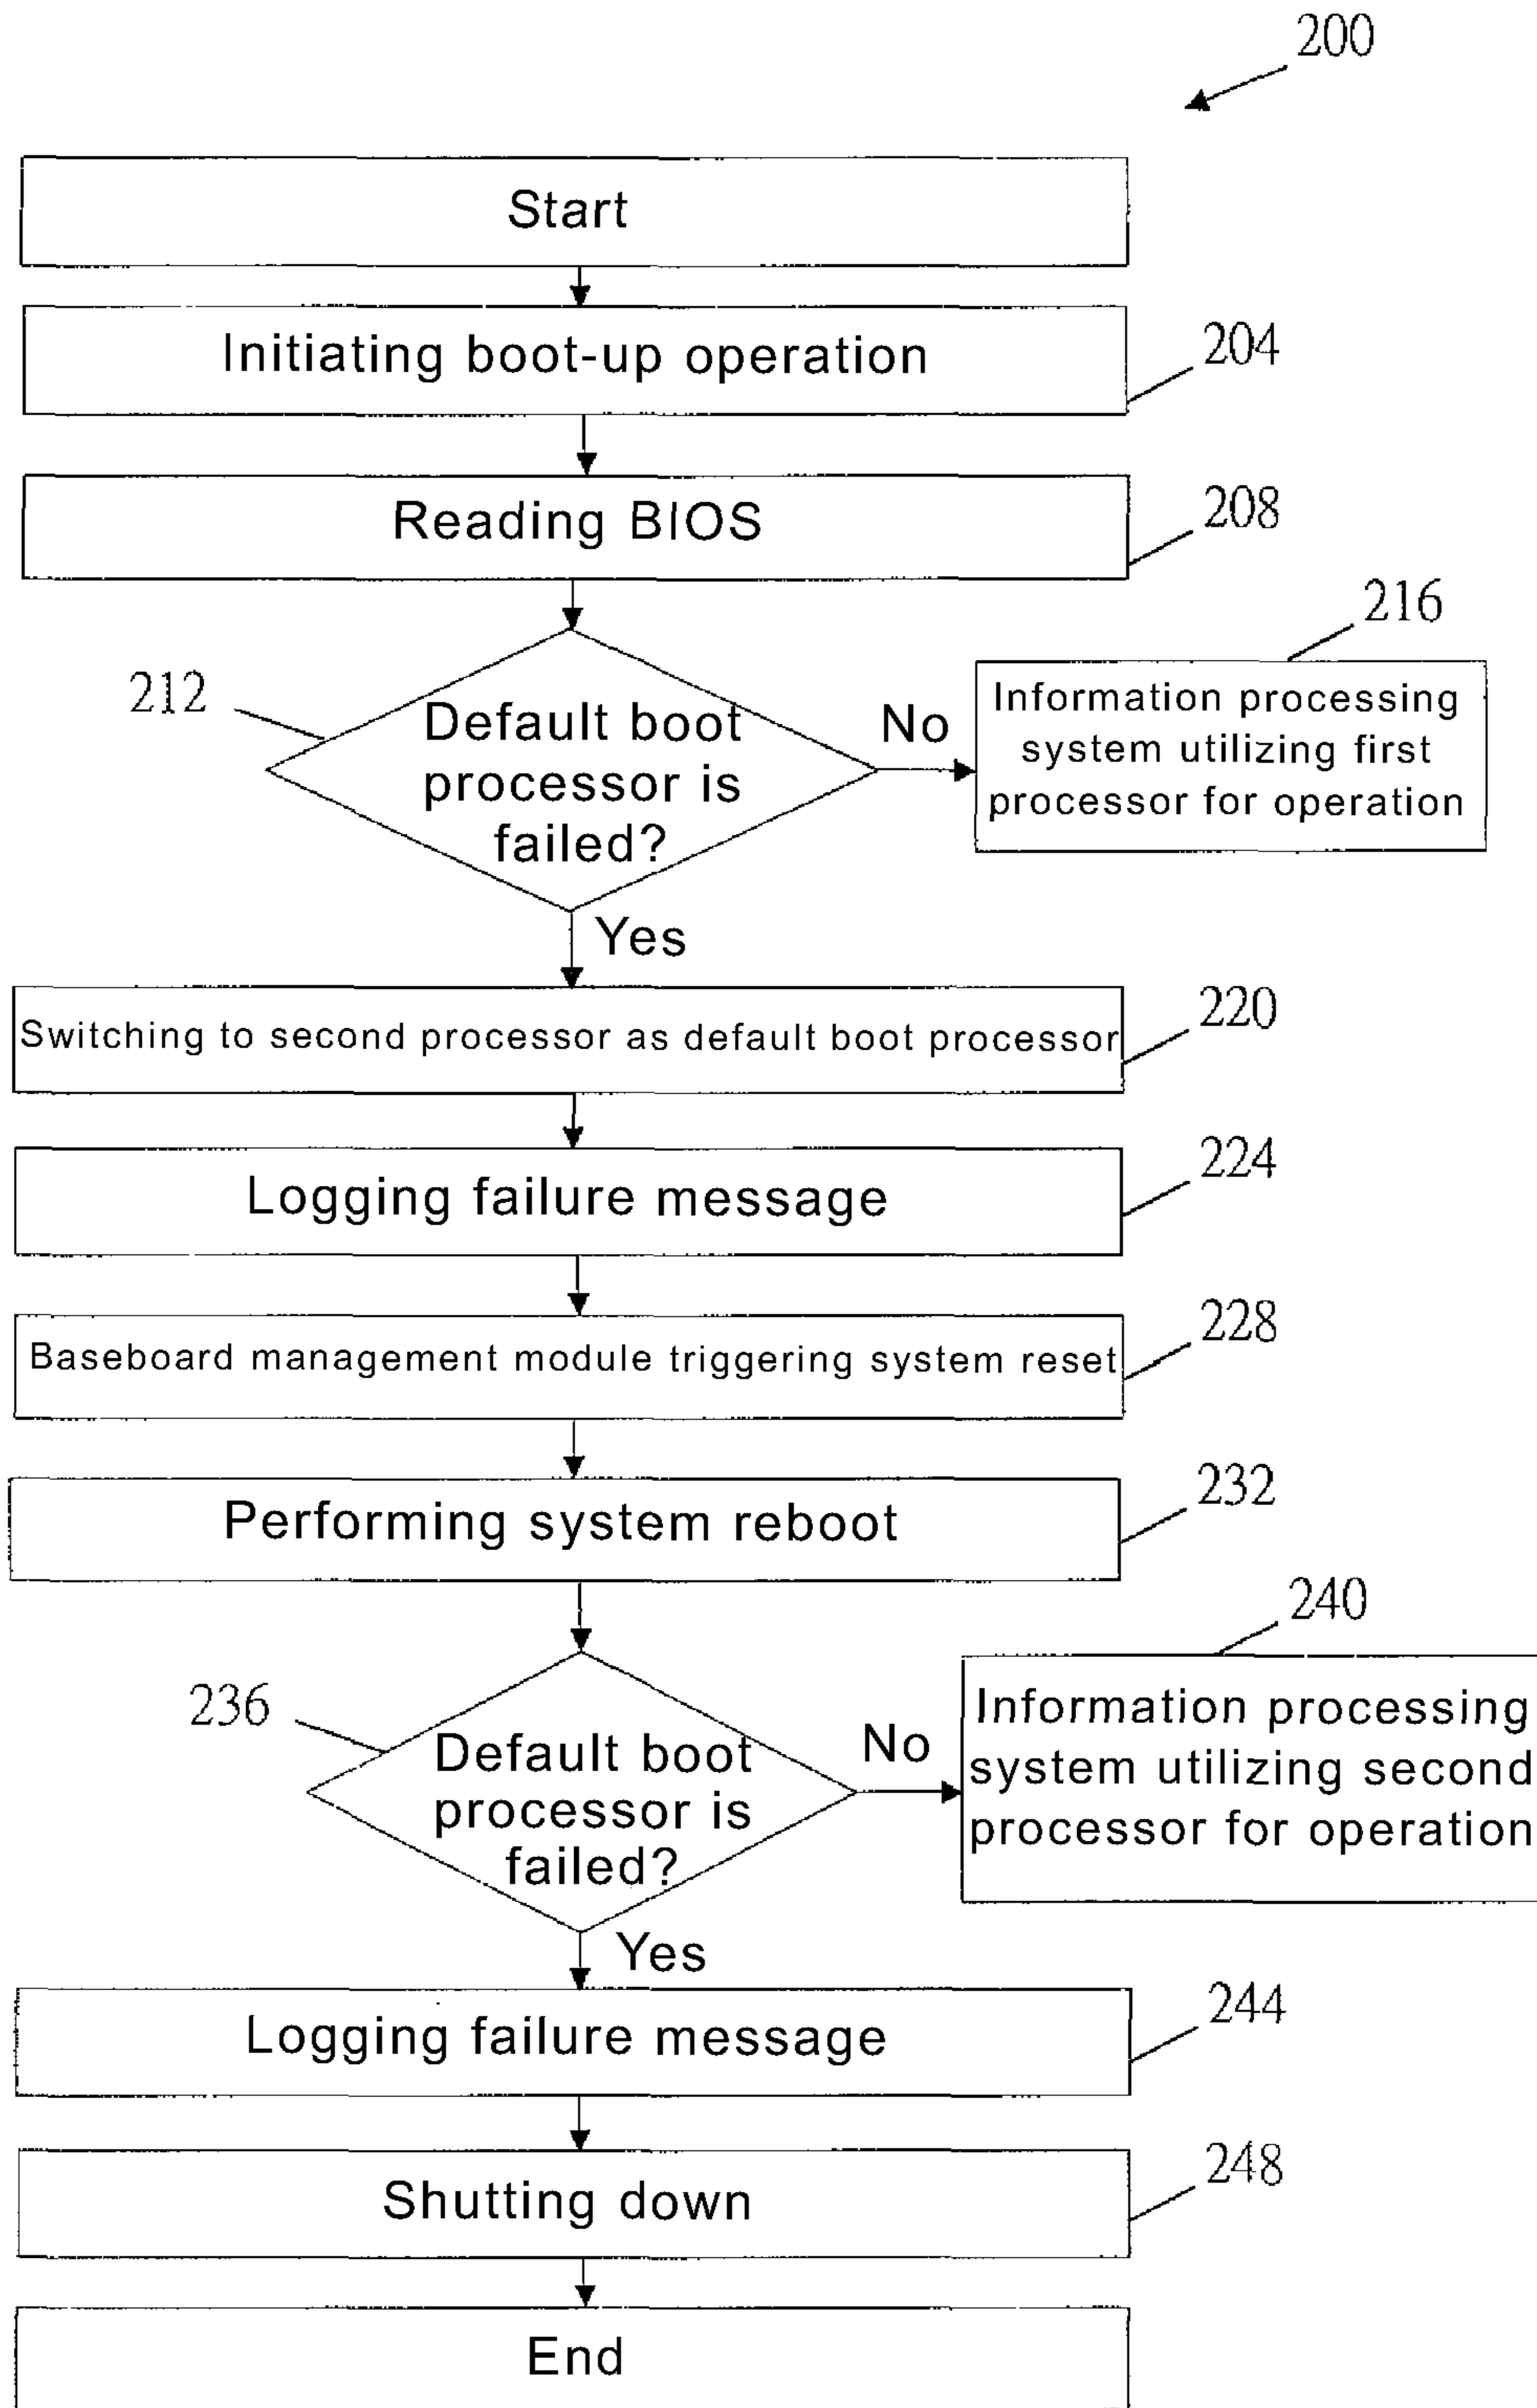 200
Start
Initiating boot-up operation
204
Reading BIOS
208
212
Default boot
processor is
failed?
No
216
Information processing
system utilizing first
processor for operation
Yes
Switching to second processor as default boot processor
220
Logging failure message
224
Baseboard management module triggering system reset
228
Performing system reboot
232
236
Default boot
processor is
failed?
No
240
Information processing
system utilizing second
processor for operation
Yes
Logging failure message
244
Shutting down
248
End